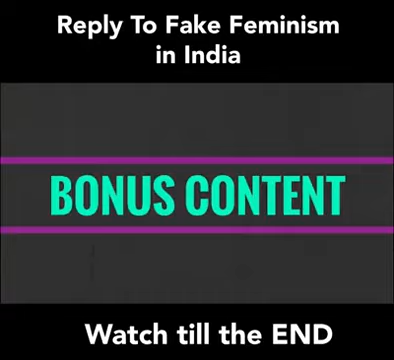 Reply To Fake Feminism
in India
BONUS CONTENT
Watch till the END